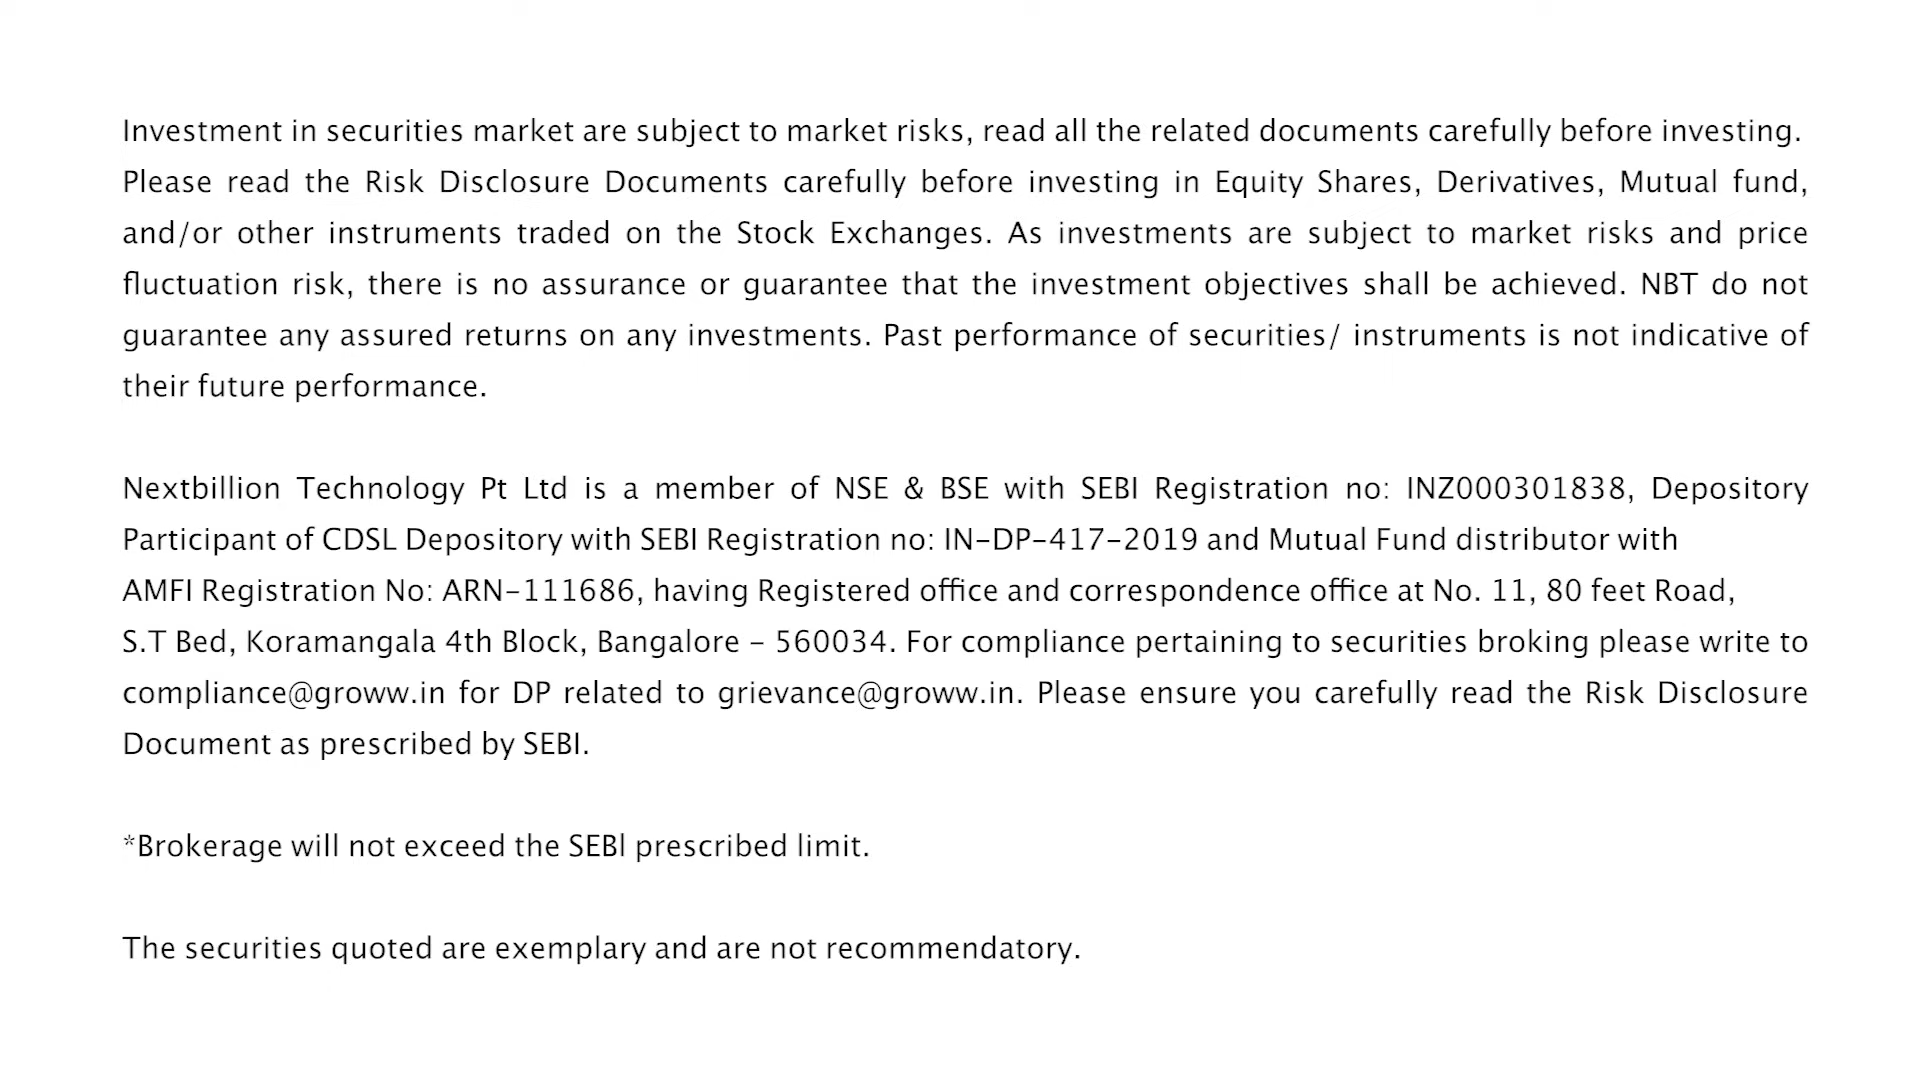 Investment in securities market are subject to market risks, read all the related documents carefully before investing.
Please read the Risk Disclosure Documents carefully before investing in Equity Shares, Derivatives, Mutual fund,
and/or other instruments traded on the Stock Exchanges. As investments are subject to market risks and price
fluctuation risk, there is no assurance or guarantee that the investment objectives shall be achieved. NBT do not
guarantee any assured returns on any investments. Past performance of securities/ instruments is not indicative of
their future performance.
Nextbillion Technology Pt Ltd is a member of NSE & BSE with SEBI Registration no: INZ000301838, Depository
Participant of CDSL Depository with SEBI Registration no: IN-DP-417-2019 and Mutual Fund distributor with
AMFI Registration No: ARN-111686, having Registered office and correspondence office at No. 11, 80 feet Road,
S.T Bed, Koramangala 4th Block, Bangalore - 560034. For compliance pertaining to securities broking please write to
compliance@groww.in for DP related to grievance@groww.in. Please ensure you carefully read the Risk Disclosure
Document as prescribed by SEBI.
*Brokerage will not exceed the SEBl prescribed limit.
The securities quoted are exemplary and are not recommendatory.